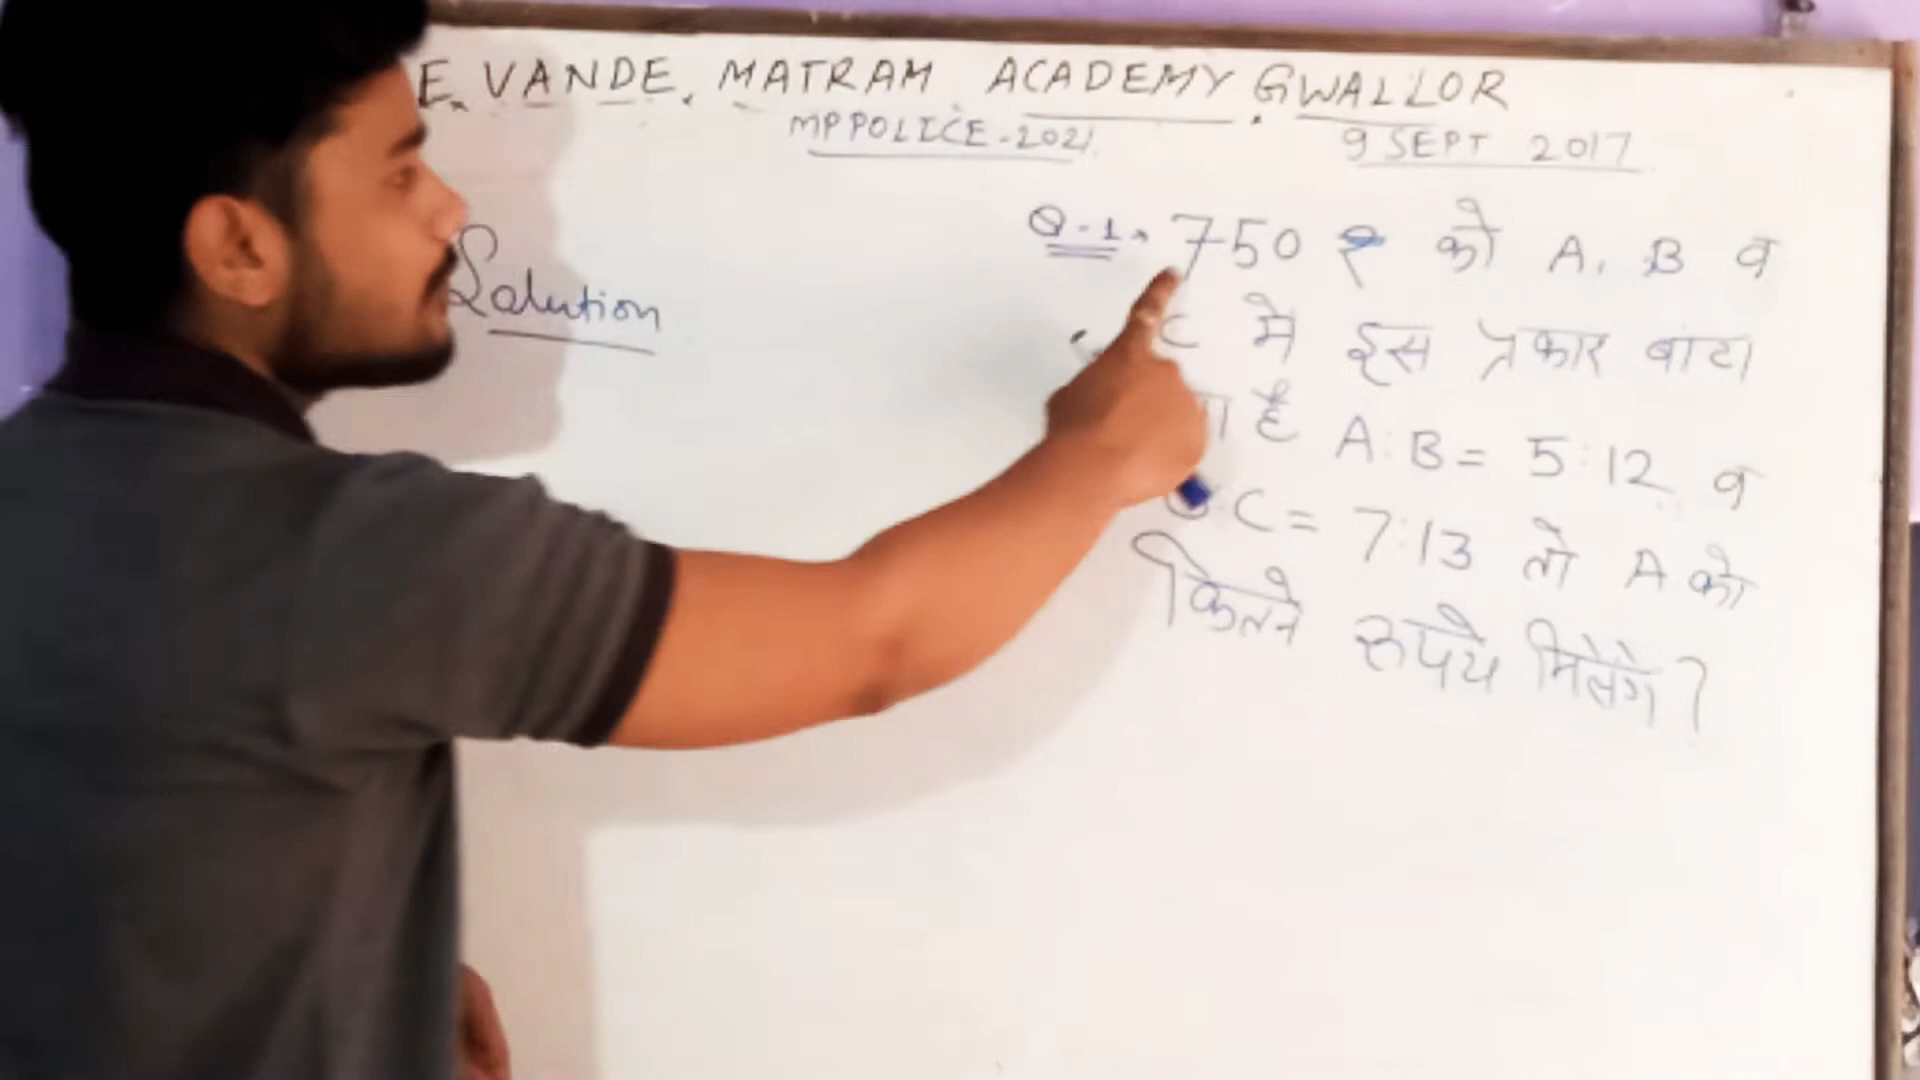 E. VANDE. MATRAM ACADEMY. GWALLOR
MPPOLICE-2021
9 SEPT 2017
Solution
Q-1. 750 रु को A, B व
C मे इस प्रकार बांटा
है A:B= 5:12 व
C= 7:13 तो A को
कितने रूपये मिलेगे?